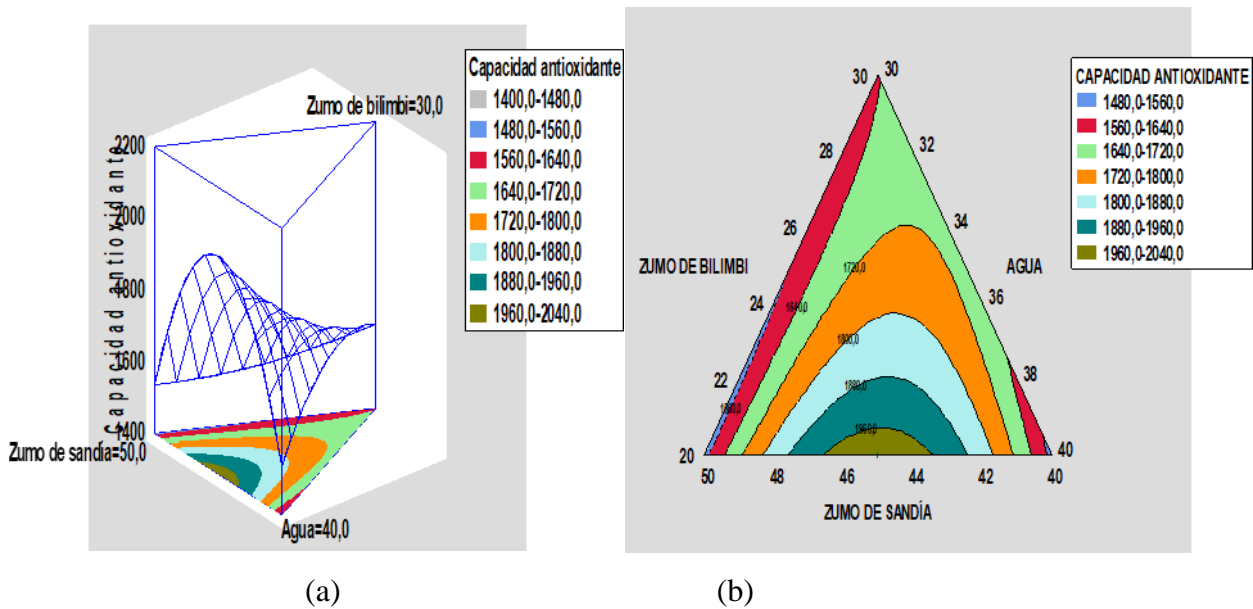 Capacidad antioxidante
1400,0-1480,0
1480,0-1560,0
1560,0-1640,0
1640,0-1720,0
1720,0-1800,0
1800,0-1880,0
1880,0-1960,0
1960,0-2040,0
Zumo de bilimbi=30,0
Capacidad antioxidante
2200
2000
1800
1600
1400
Zumo de sandía=50,0
Agua=40,0
(a)
CAPACIDAD ANTIOXIDANTE
1480,0-1560,0
1560,0-1640,0
1640,0-1720,0
1720,0-1800,0
1800,0-1880,0
1880,0-1960,0
1960,0-2040,0
30 30
28 32
26 34
ZUMO DE BILIMBI AGUA
24 36
22 38
20 40
50 48 46 44 42 40
1720,0
1640,0
1800,0
1880,0
1960,0
ZUMO DE SANDÍA
(b)